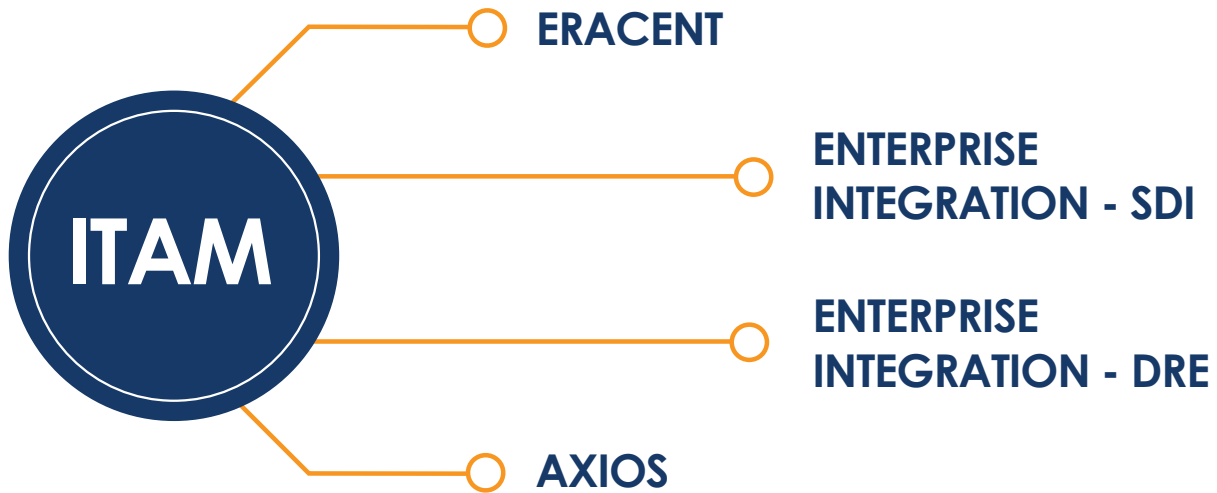 ERACENT
ENTERPRISE
INTEGRATION - SDI
ITAM
ENTERPRISE
INTEGRATION - DRE
AXIOS